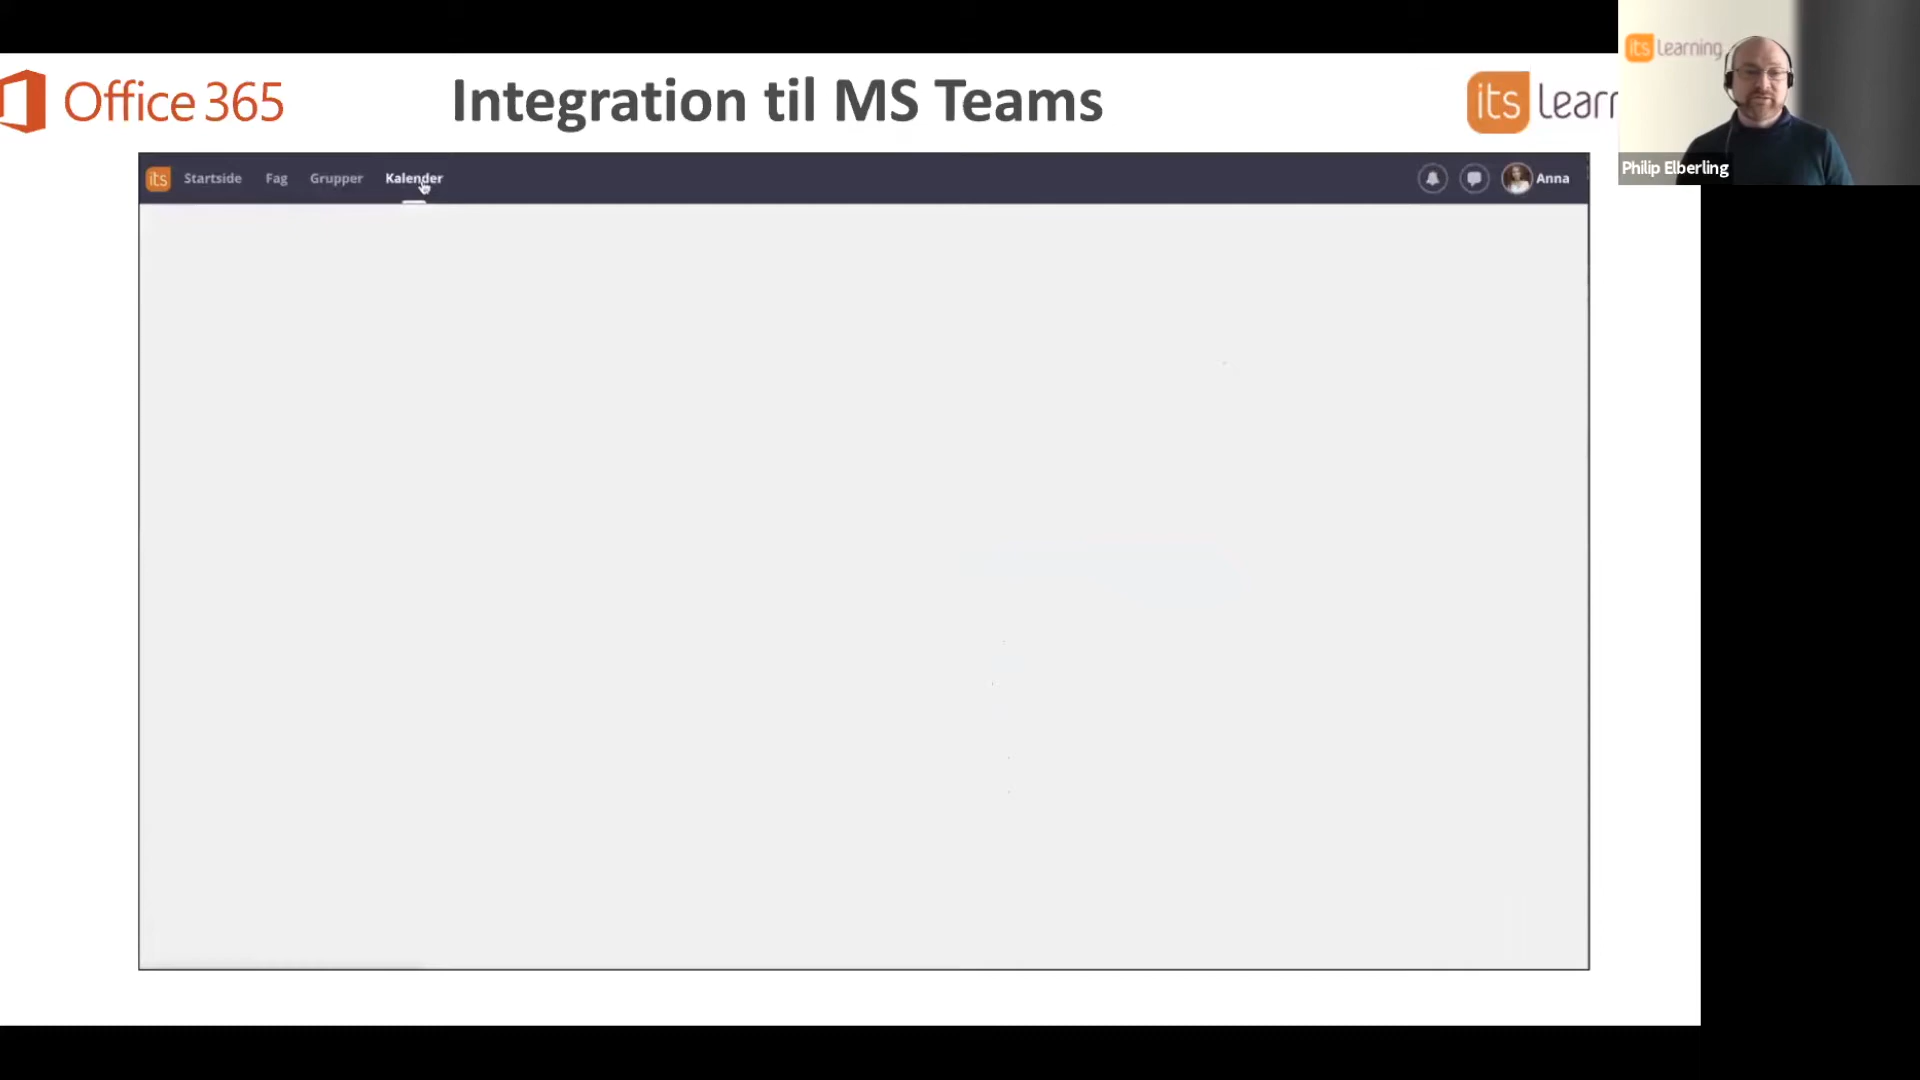 Office 365
Integration til MS Teams
its Learn
its Learning
Philip Elberling
its Startside Fag Grupper Kalender
Anna